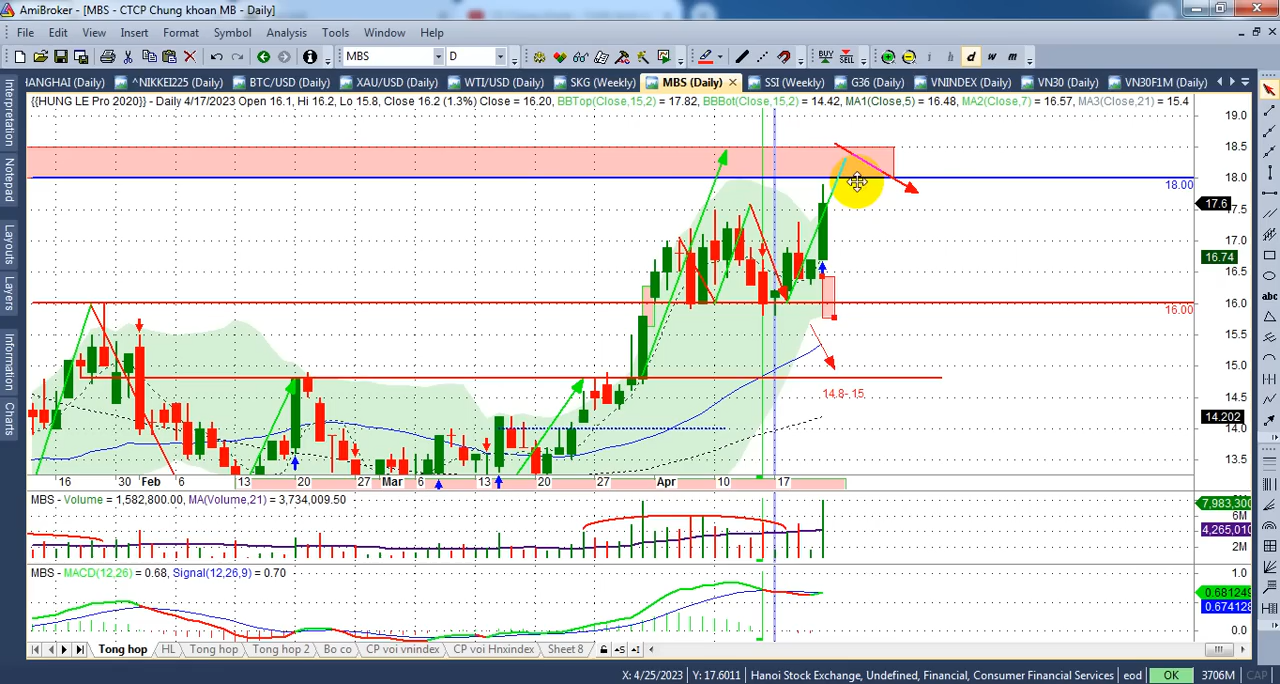 AmiBroker - [MBS - CTCP Chung khoan MB - Daily]
File Edit View Insert Format Symbol Analysis Tools Window Help
MBS D BUY SELL i h d w m
HANGHAI (Daily) ^NIKKEI225 (Daily) BTC/USD (Daily) XAU/USD (Daily) WTI/USD (Daily) SKG (Weekly) MBS (Daily) SSI (Weekly) G36 (Daily) VNINDEX (Daily) VN30 (Daily) VN30F1M (Daily)
{{HUNG LE Pro 2020}} - Daily 4/17/2023 Open 16.1, Hi 16.2, Lo 15.8, Close 16.2 (1.3%) Close = 16.20, BBTop(Close,15,2) = 17.82, BBBot(Close,15,2) = 14.42, MA1(Close,5) = 16.48, MA2(Close,7) = 16.57, MA3(Close,21) = 15.4
Interpretation
Notepad
Layouts
Layers
Information
Charts
abc
19.0
18.5
18.0
18.00
17.6
17.5
17.0
16.74
16.5
16.0
16.00
15.5
15.0
14.8- 15
14.5
14.202
14.0
13.5
16 30 Feb 6 13 20 27 Mar 6 13 20 27 Apr 10 17
MBS - Volume = 1,582,800.00, MA(Volume,21) = 3,734,009.50
7,983,300
6M
4,265,010
2M
MBS - MACD(12,26) = 0.68, Signal(12,26,9) = 0.70
1.0
0.681249
0.674128
0.0
Tong hop HL Tong hop Tong hop 2 Bo co CP voi vnindex CP voi Hnxindex Sheet 8
X: 4/25/2023 Y: 17.6011 Hanoi Stock Exchange, Undefined, Financial, Consumer Financial Services eod OK 3706M CAP